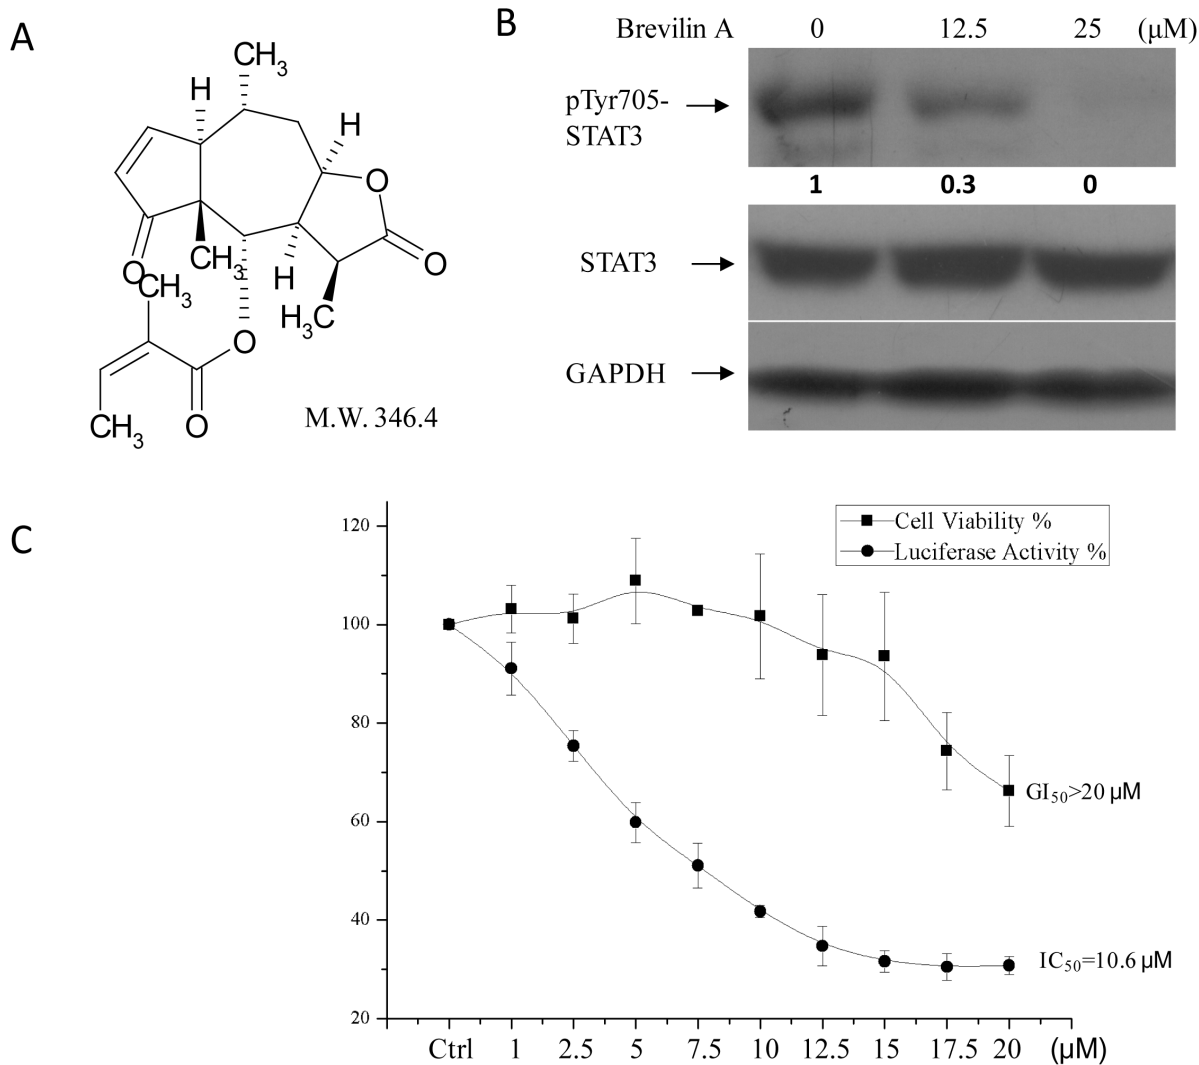 A
CH3
H
H
O
O
CH3
H
H3C
O
CH3
O
CH3
O
M.W. 346.4
B
Brevilin A 0 12.5 25 (μM)
pTyr705-
STAT3
1 0.3 0
STAT3
GAPDH
C
Cell Viability %
Luciferase Activity %
120
100
80
60
40
20
GI50>20 μM
IC50=10.6 μM
Ctrl 1 2.5 5 7.5 10 12.5 15 17.5 20 (μM)